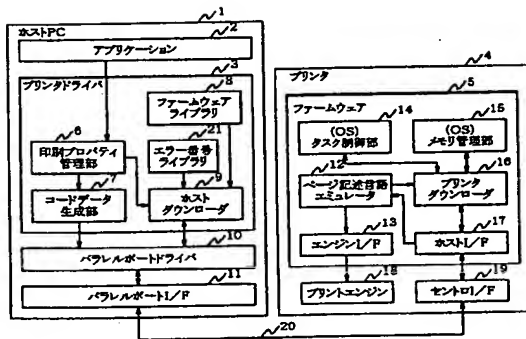 1
ホストPC
2
アプリケーション
3
プリンタドライバ
8
ファームウェア
ライブラリ
6
印刷プロパティ
管理部
21
エラー番号
ライブラリ
7
コードデータ
生成部
9
ホスト
ダウンローダ
10
パラレルポートドライバ
11
パラレルポートI/F
20
4
プリンタ
5
ファームウェア
14
(OS)
タスク制御部
15
(OS)
メモリ管理部
12
ページ記述言語
エミュレータ
16
プリンタ
ダウンローダ
13
エンジンI/F
17
ホストI/F
18
プリントエンジン
19
セントロI/F